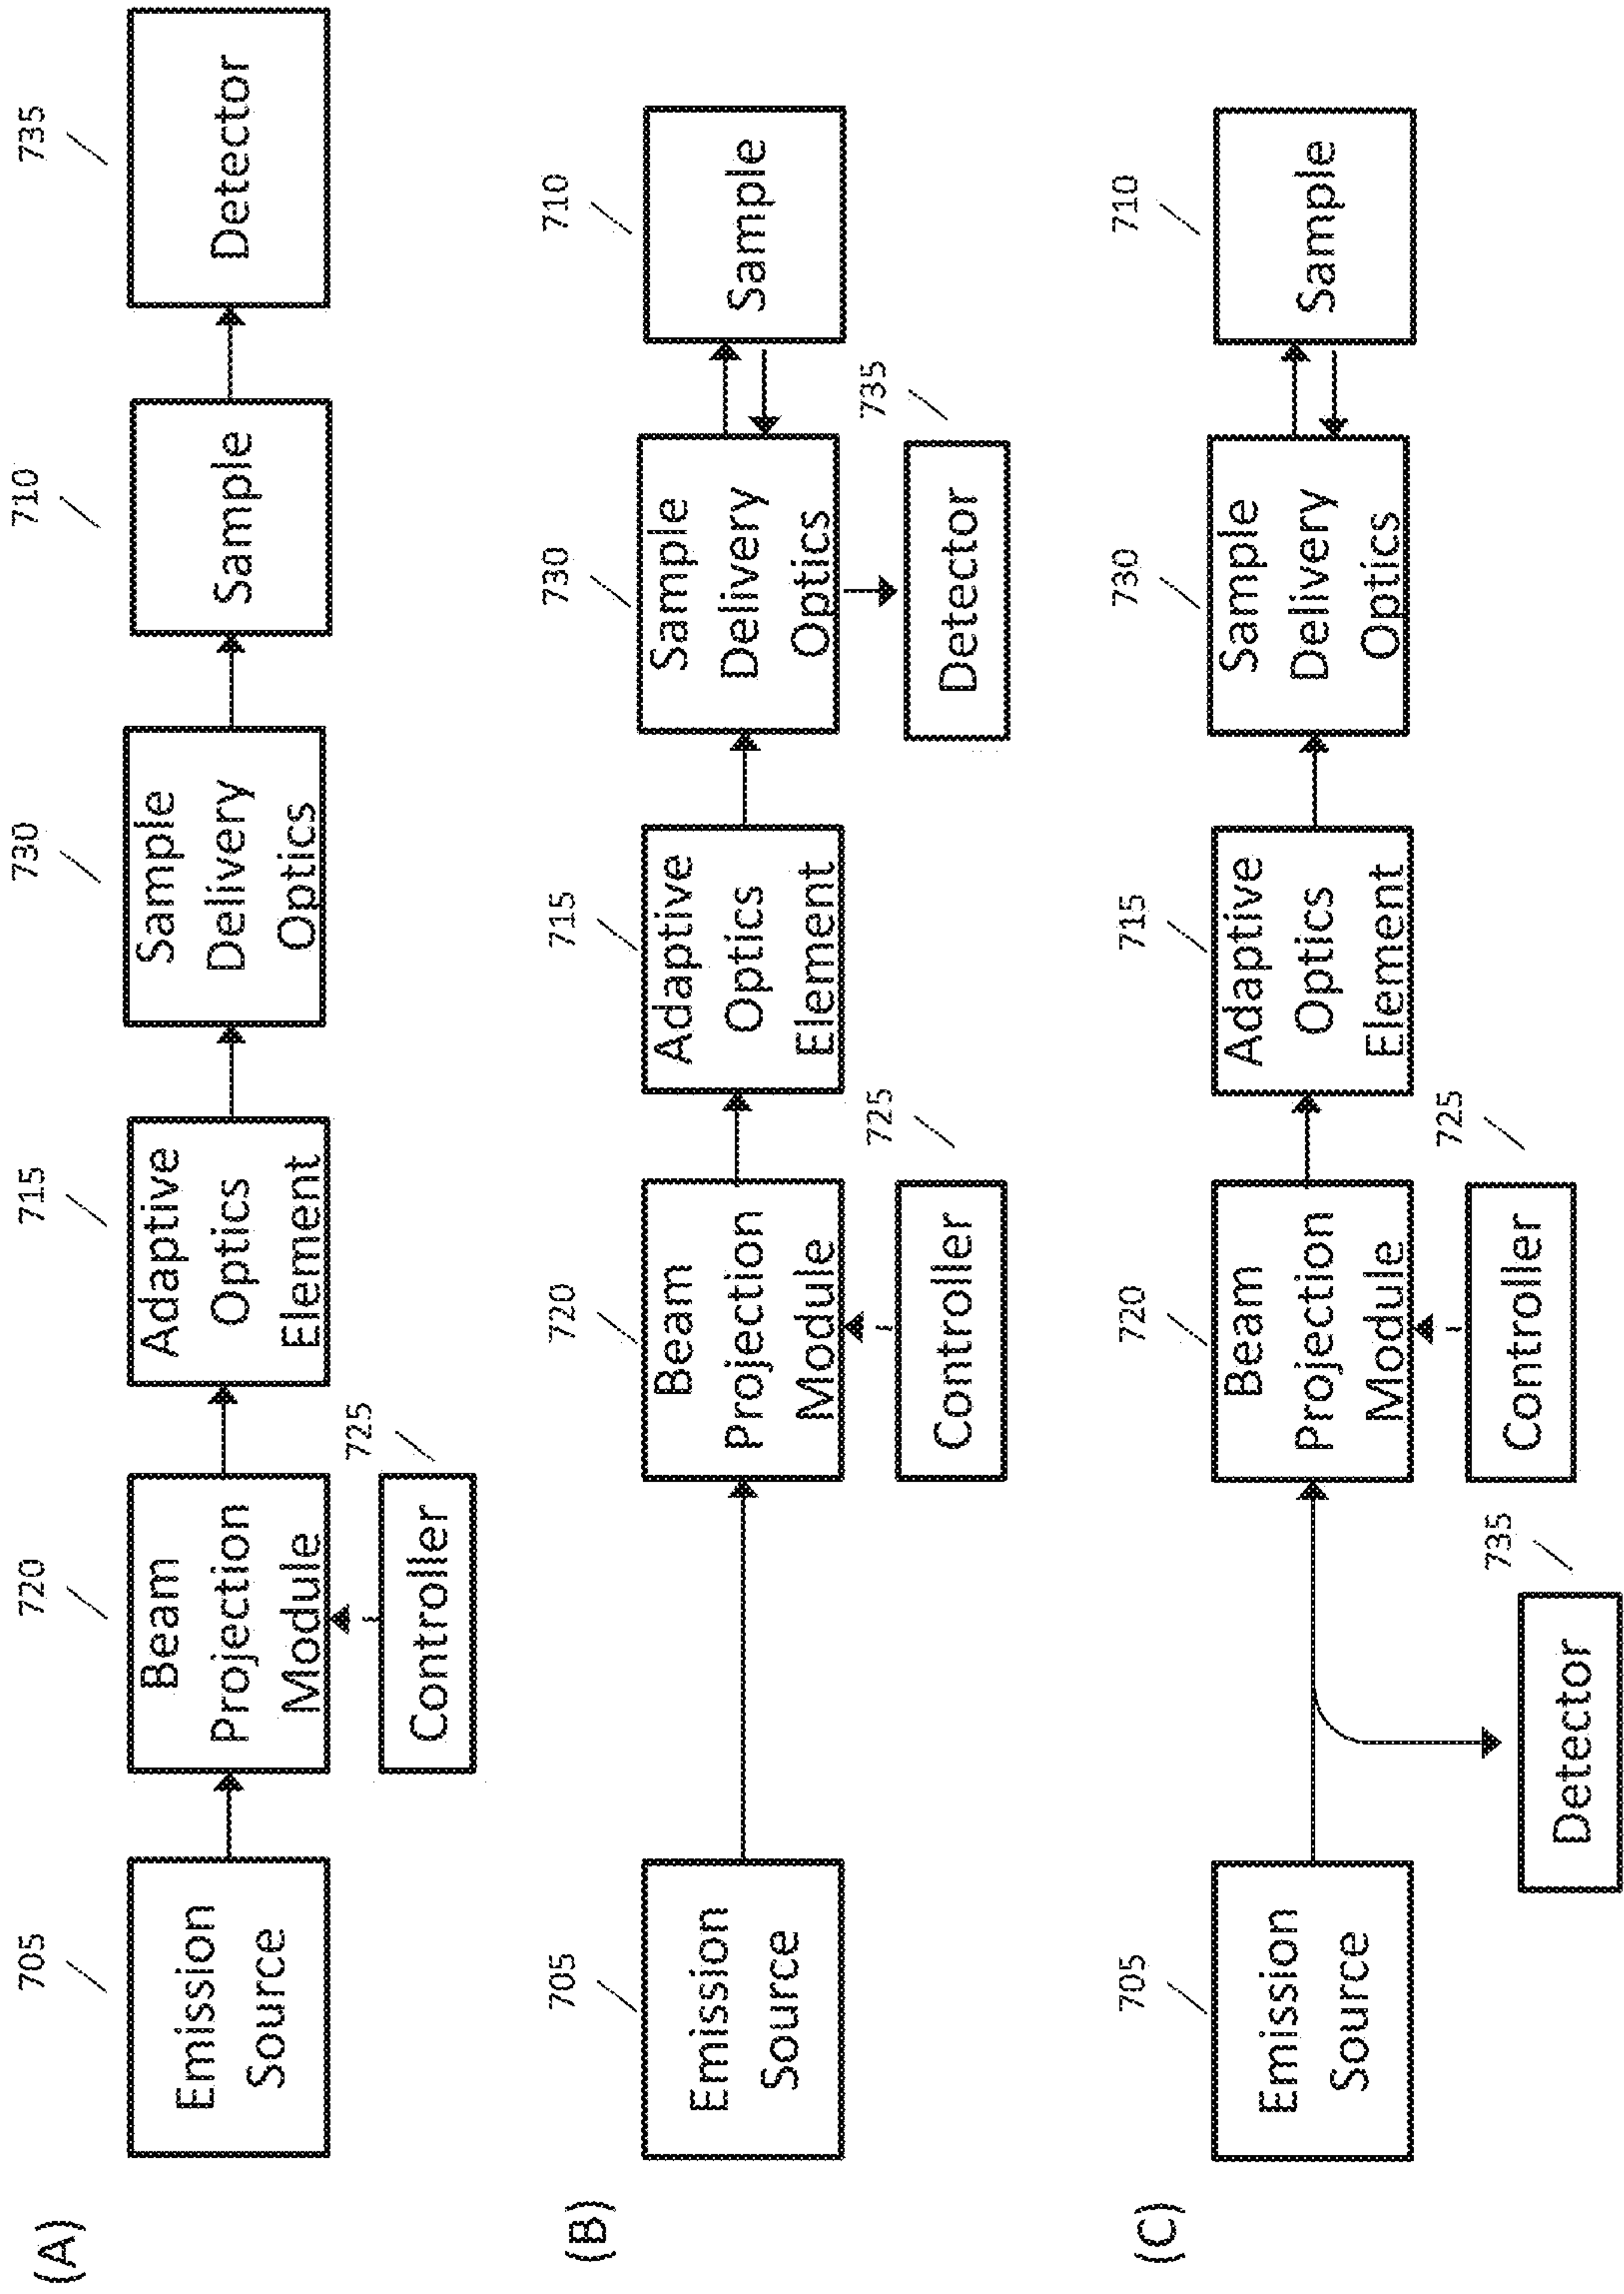 (A)
705
720
715
730
710
735
Emission
Source
Beam
Projection
Module
Adaptive
Optics
Element
Sample
Delivery
Optics
Sample
Detector
725
Controller
(B)
705
720
715
730
710
Emission
Source
Beam
Projection
Module
Adaptive
Optics
Element
Sample
Delivery
Optics
Sample
725
735
Controller
Detector
(C)
705
720
715
730
710
Emission
Source
Beam
Projection
Module
Adaptive
Optics
Element
Sample
Delivery
Optics
Sample
735
725
Controller
Detector